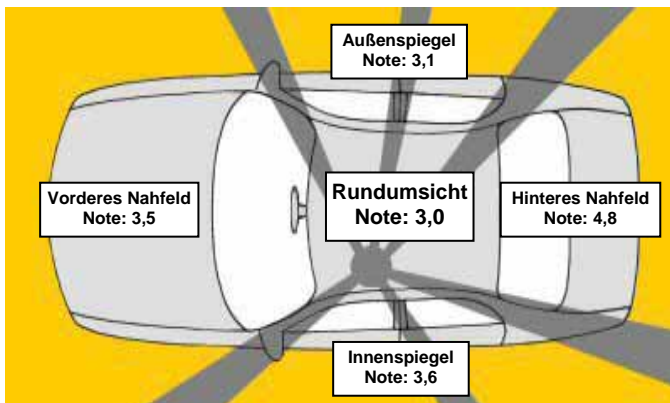 Außenspiegel
Note: 3,1
Vorderes Nahfeld
Note: 3,5
Rundumsicht
Note: 3,0
Hinteres Nahfeld
Note: 4,8
Innenspiegel
Note: 3,6